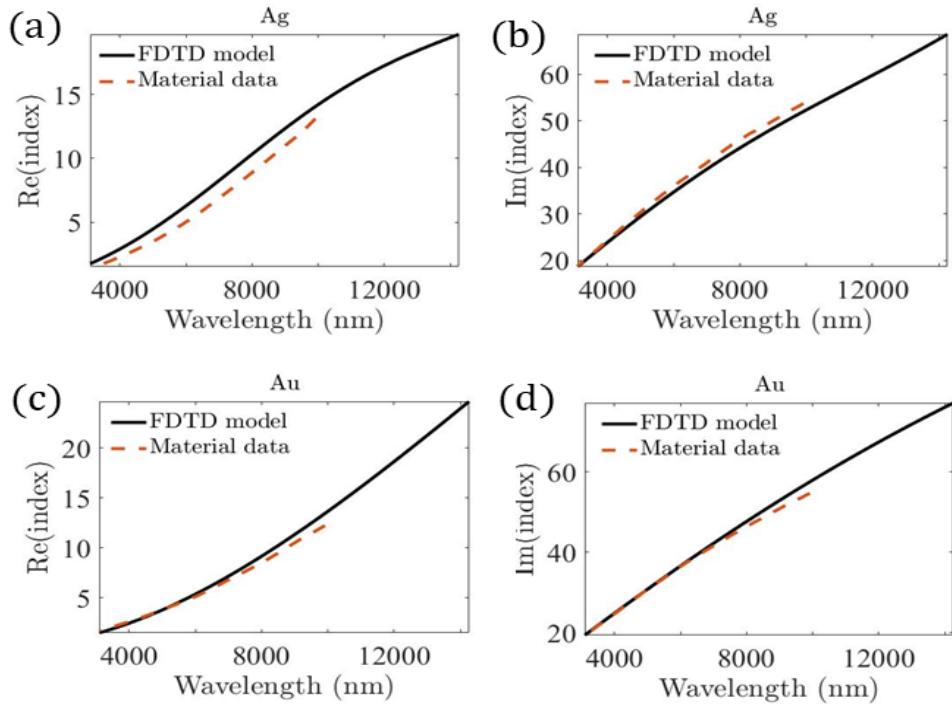 (a)
Ag
FDTD model
Material data
Re(index)
15
10
5
4000 8000 12000
Wavelength (nm)
(b)
Ag
FDTD model
Material data
Im(index)
60
50
40
30
20
4000 8000 12000
Wavelength (nm)
(c)
Au
FDTD model
Material data
Re(index)
20
15
10
5
4000 8000 12000
Wavelength (nm)
(d)
Au
FDTD model
Material data
Im(index)
60
40
20
4000 8000 12000
Wavelength (nm)